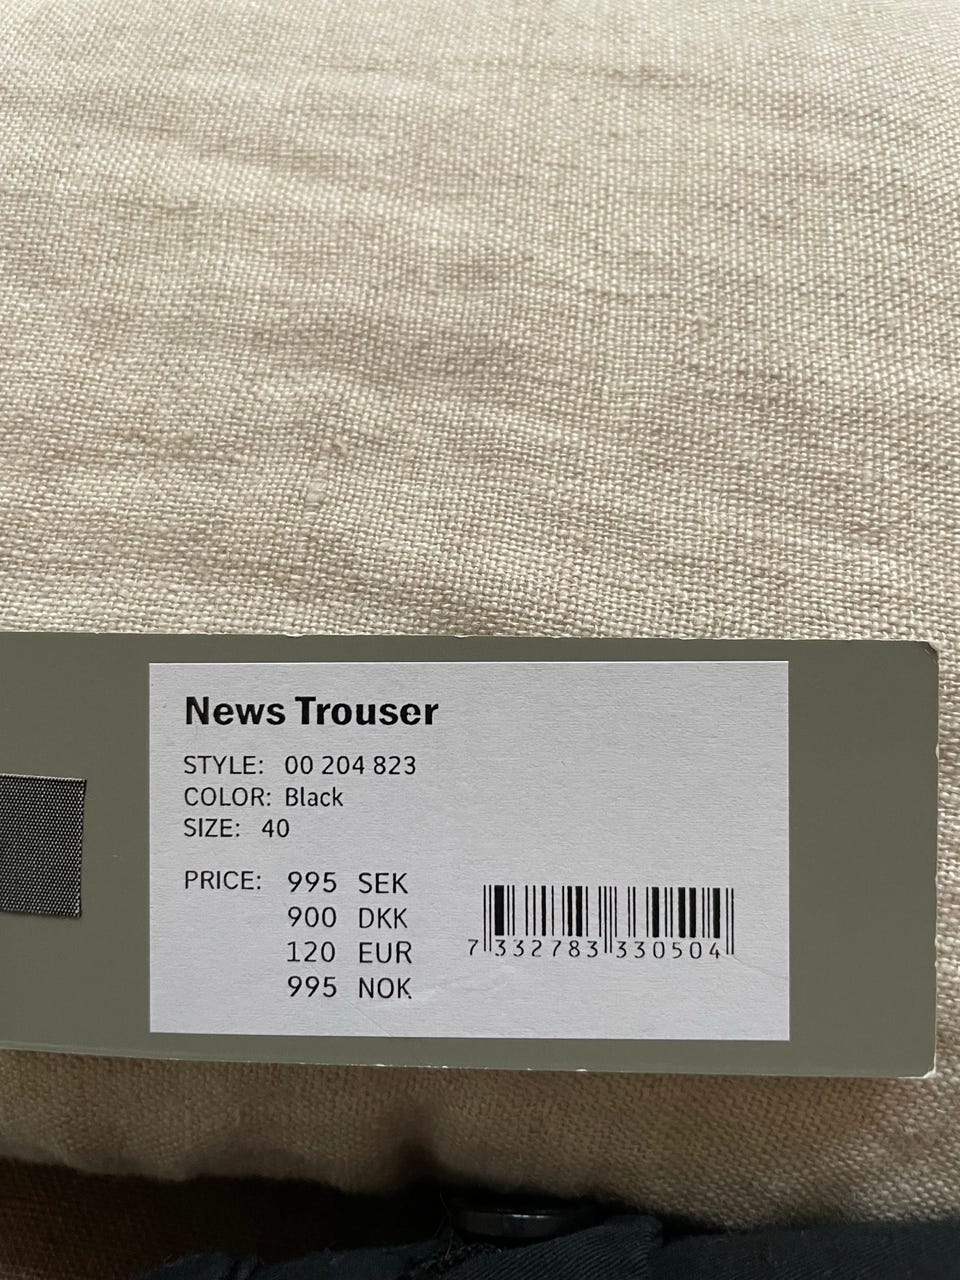 News Trouser
STYLE: 00 204 823
COLOR: Black
SIZE: 40
PRICE: 995 SEK
900 DKK
120 EUR
995 NOK
7 332783 330504